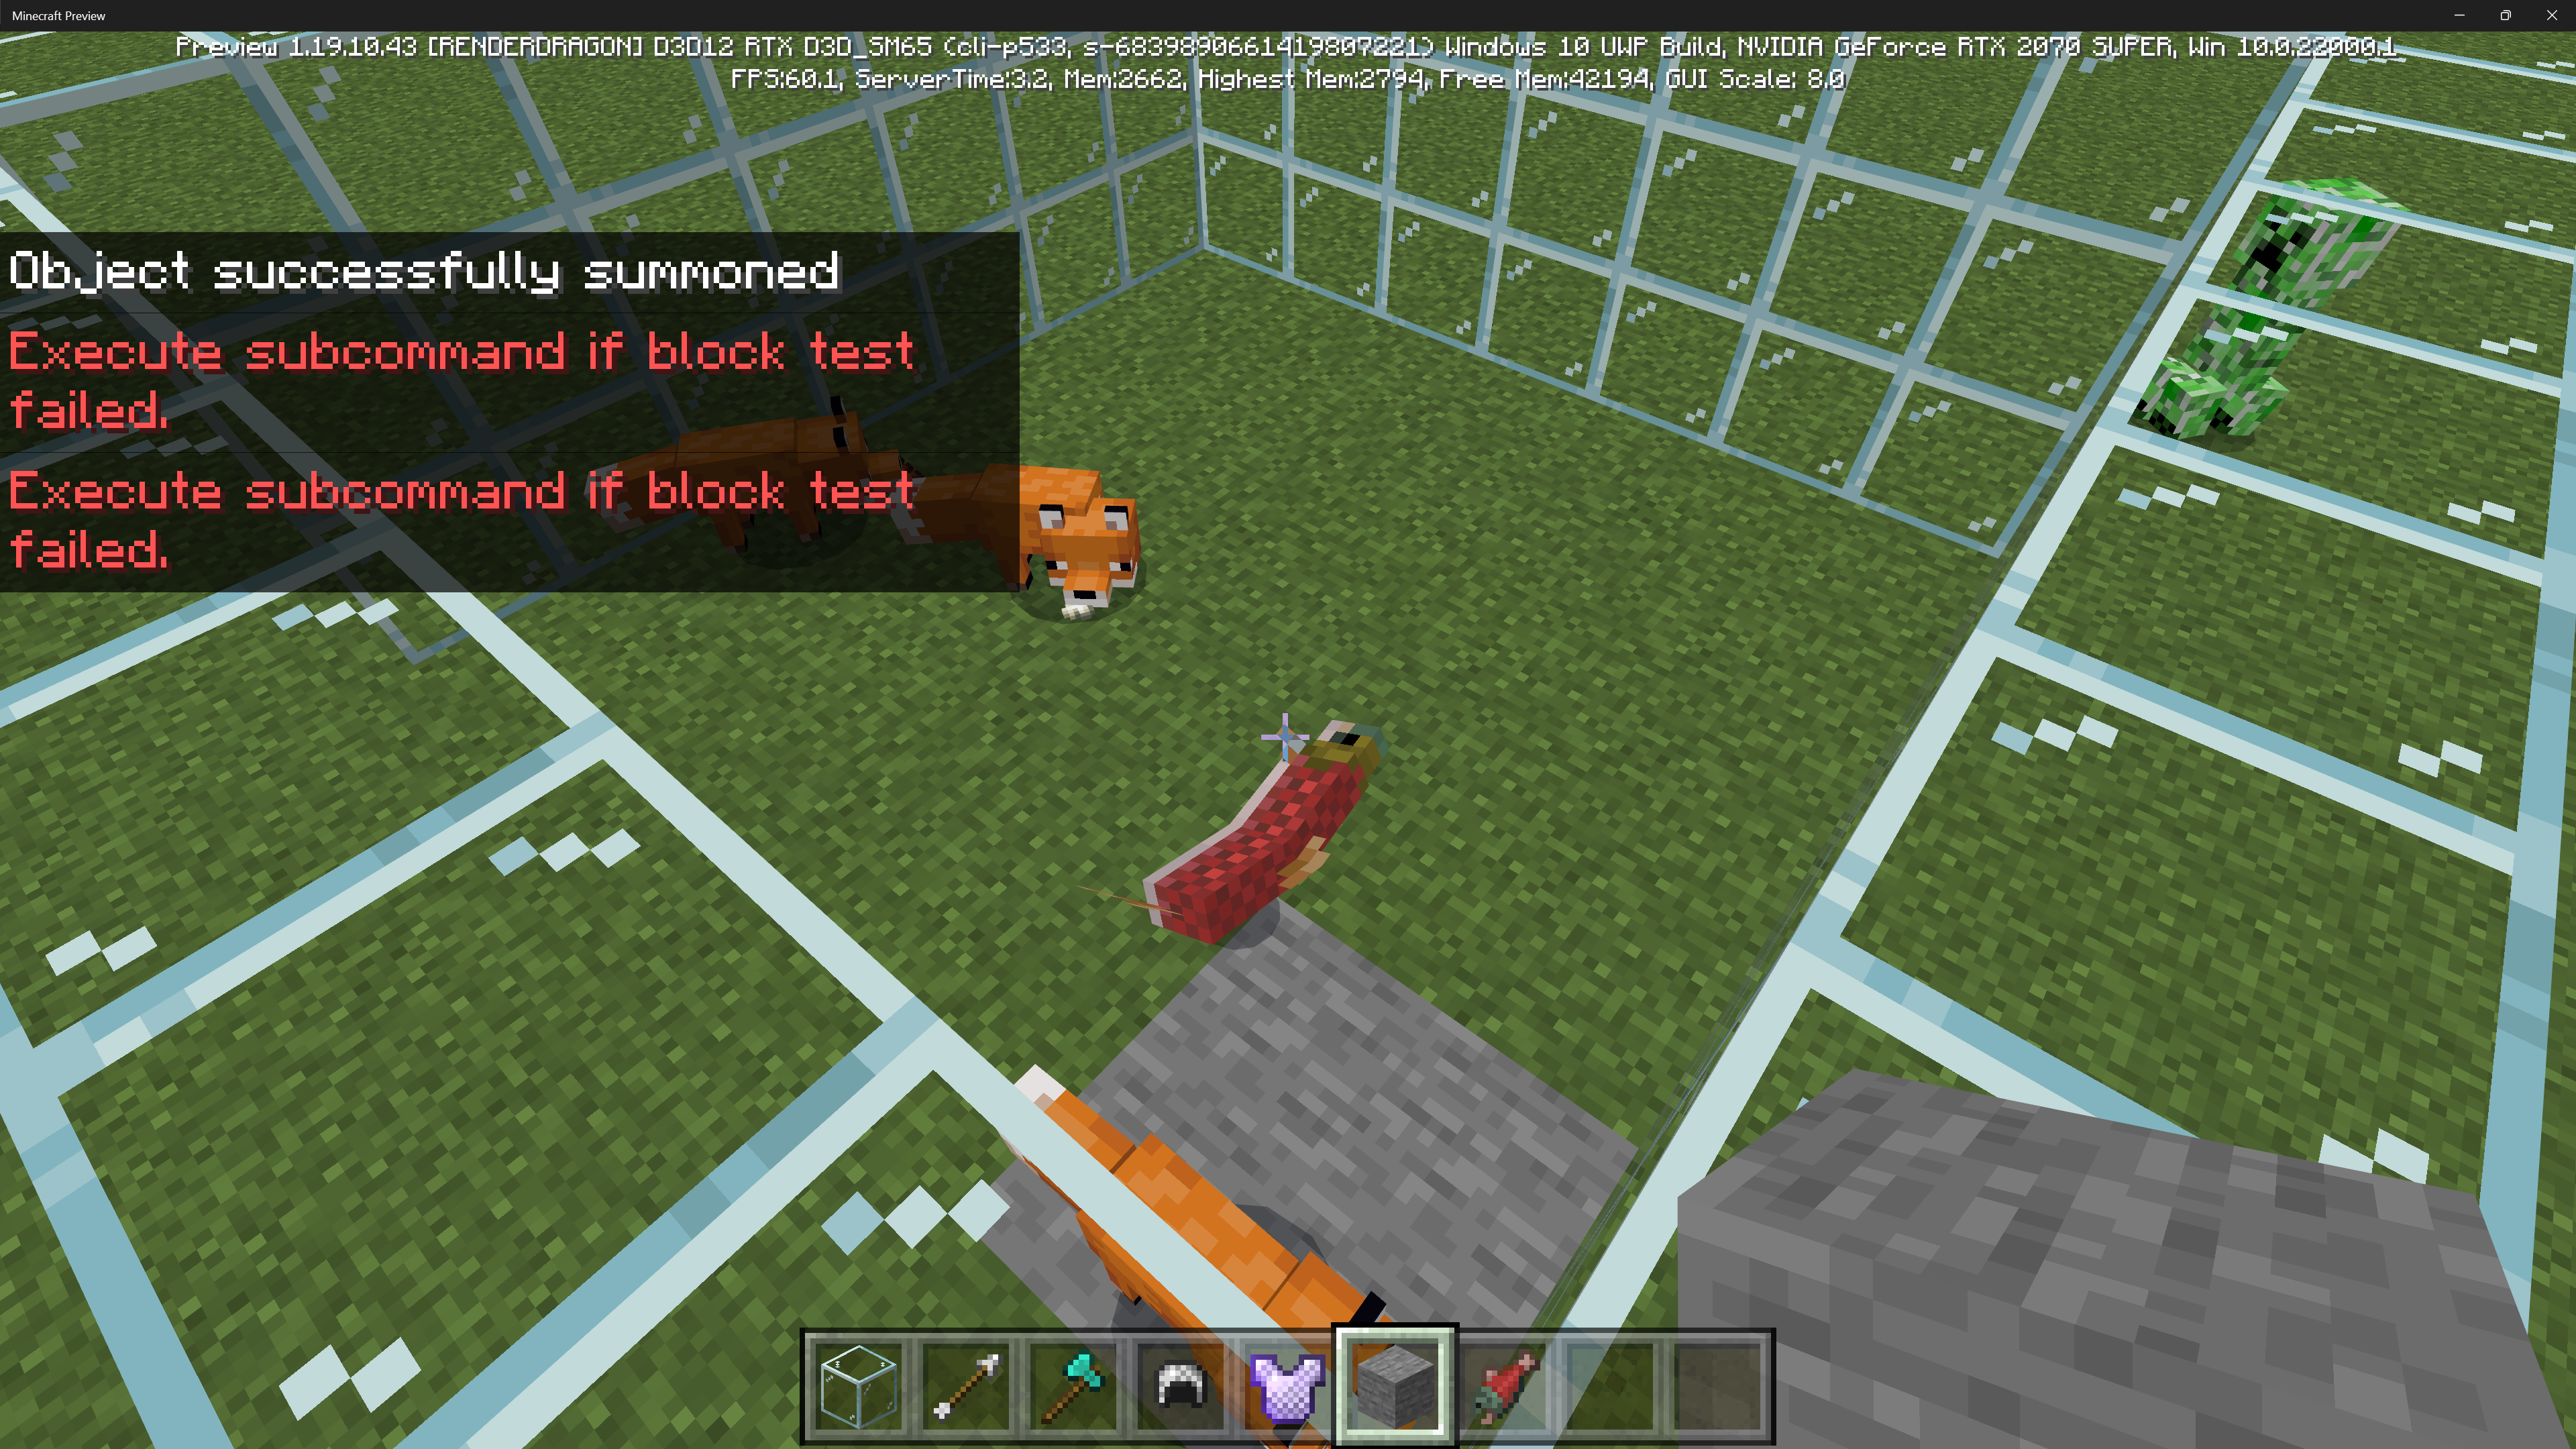 Minecraft Preview
Preview 1.19.10.43 [RENDERDRAGON] D3D12 RTX D3D_SM65 (cli-p533, s-6839890661419807221) Windows 10 UWP Build, NVIDIA GeForce RTX 2070 SUPER, Win 10.0.22000.1
FPS:60.1, ServerTime:3.2, Mem:2662, Highest Mem:2794, Free Mem:42194, GUI Scale: 8.0
Object successfully summoned
Execute subcommand if block test
failed.
Execute subcommand if block test
failed.